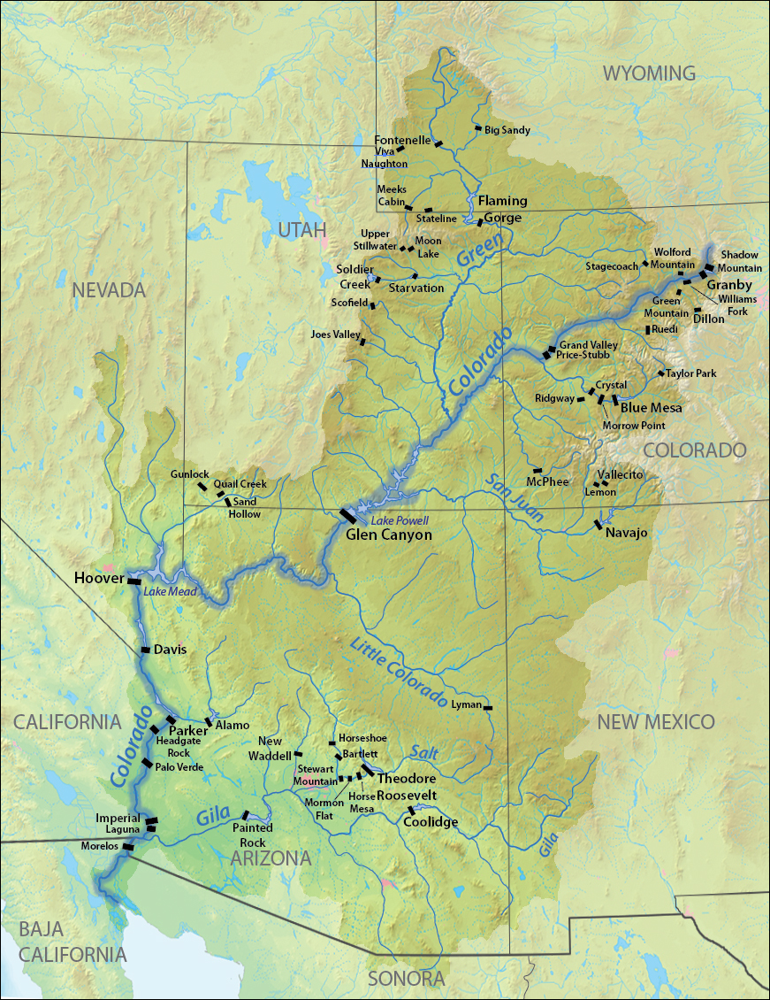 WYOMING
Big Sandy
Fontenelle
Viva
Naughton
Meeks
Cabin
Stateline
Flaming
Gorge
UTAH
Upper
Stillwater
Moon
Lake
Green
Wolford
Mountain
Shadow
Mountain
Stagecoach
Soldier
Creek
Starvation
Granby
NEVADA
Williams
Fork
Green
Mountain
Dillon
Scofield
Ruedi
Joes Valley
Grand Valley
Price-Stubb
Colorado
Taylor Park
Crystal
Ridgway
Blue Mesa
Morrow Point
COLORADO
Gunlock
Quail Creek
Sand
Hollow
McPhee
Vallecito
Lemon
San Juan
Lake Powell
Glen Canyon
Navajo
Hoover
Lake Mead
Davis
Little Colorado
Lyman
CALIFORNIA
NEW MEXICO
Colorado
Parker
Alamo
Headgate
Rock
Palo Verde
New
Waddell
Horseshoe
Bartlett
Salt
Stewart
Mountain
Theodore
Roosevelt
Mormon
Flat
Horse
Mesa
Imperial
Laguna
Gila
Painted
Rock
Coolidge
Gila
Morelos
ARIZONA
BAJA
CALIFORNIA
SONORA